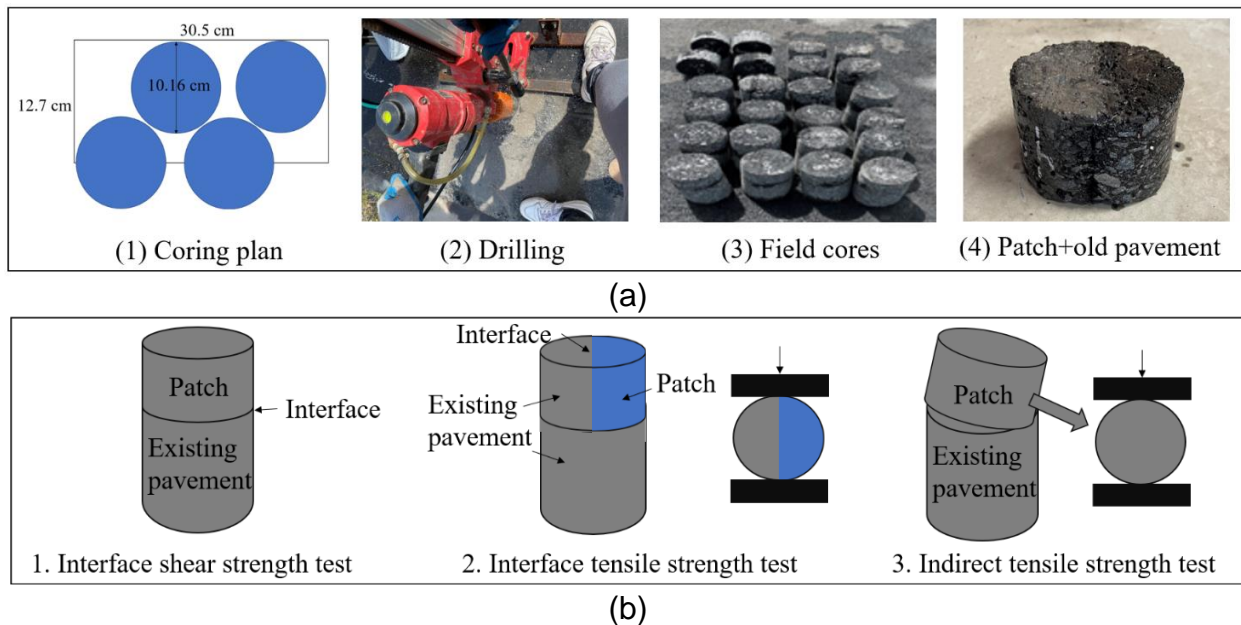 30.5 cm
10.16 cm
12.7 cm
(1) Coring plan
(2) Drilling
(3) Field cores
(4) Patch+old pavement
(a)
Patch
Interface
Existing
pavement
1. Interface shear strength test
Interface
Patch
Existing
pavement
2. Interface tensile strength test
Patch
Existing
pavement
3. Indirect tensile strength test
(b)